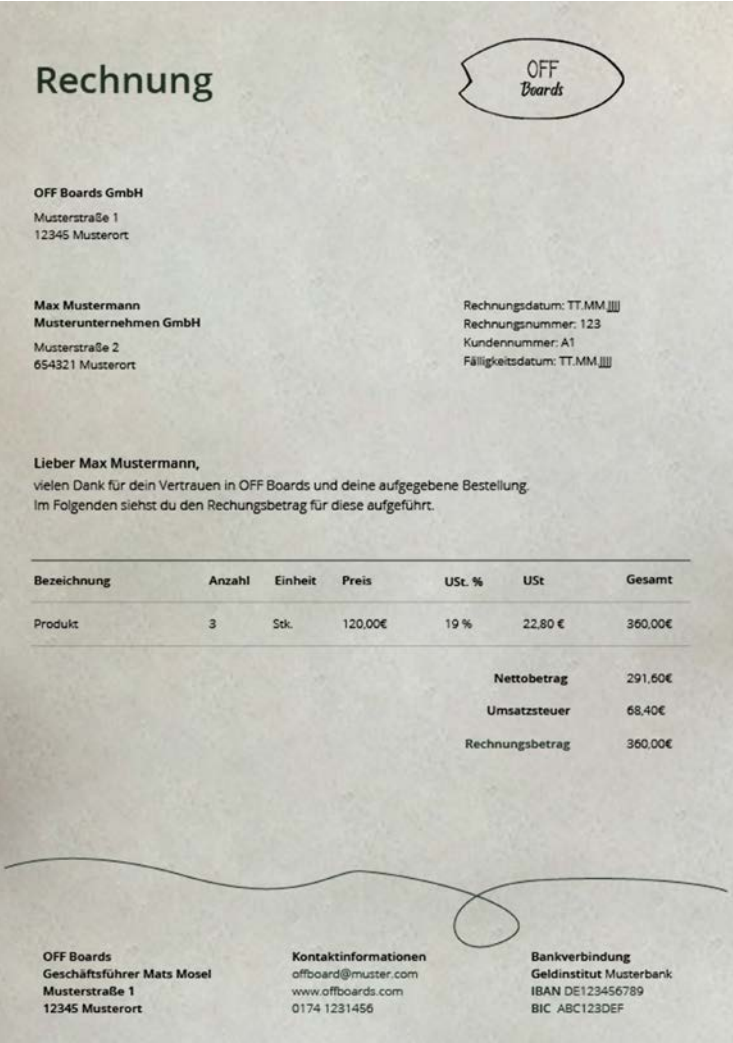 Rechnung
OFF
Boards
OFF Boards GmbH
Musterstraße 1
12345 Musterort
Max Mustermann
Musterunternehmen GmbH
Musterstraße 2
654321 Musterort
Rechnungsdatum: TT.MM.JJJJ
Rechnungsnummer: 123
Kundennummer: A1
Fälligkeitsdatum: TT.MM.JJJJ
Lieber Max Mustermann,
vielen Dank für dein Vertrauen in OFF Boards und deine aufgegebene Bestellung.
Im Folgenden siehst du den Rechungsbetrag für diese aufgeführt.
Bezeichnung Anzahl Einheit Preis USt. % USt Gesamt
Produkt 3 Stk. 120,00€ 19 % 22,80 € 360,00€
Nettobetrag 291,60€
Umsatzsteuer 68,40€
Rechnungsbetrag 360,00€
OFF Boards
Geschäftsführer Mats Mosel
Musterstraße 1
12345 Musterort
Kontaktinformationen
offboard@muster.com
www.offboards.com
0174 1231456
Bankverbindung
Geldinstitut Musterbank
IBAN DE123456789
BIC ABC123DEF